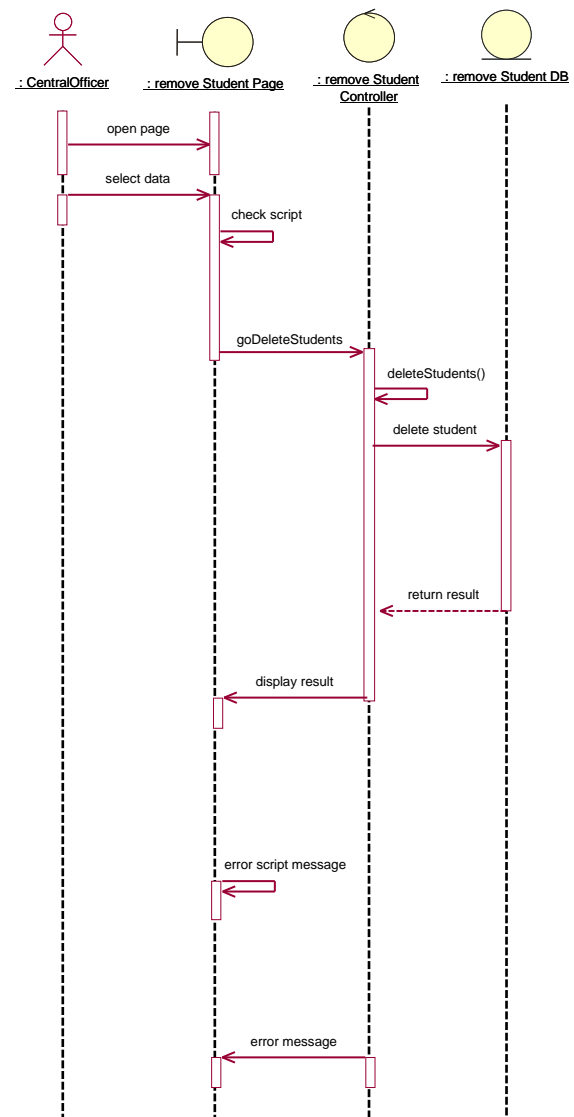 : CentralOfficer
: remove Student Page
: remove Student
Controller
: remove Student DB
open page
select data
check script
goDeleteStudents
deleteStudents()
delete student
return result
display result
error script message
error message